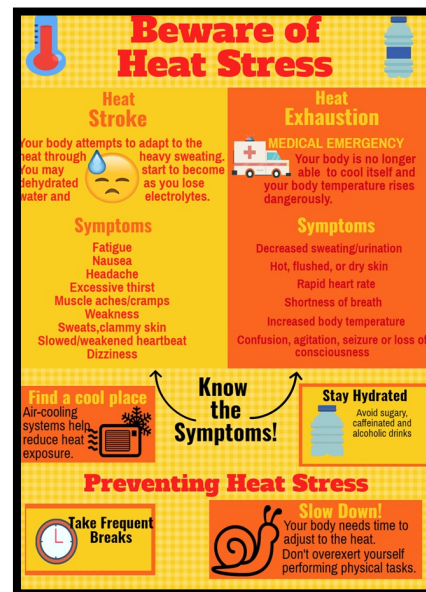 Beware of
Heat Stress
Heat
Stroke
Your body attempts to adapt to the
heat through heavy sweating.
You may start to become
dehydrated as you lose
water and electrolytes.
Symptoms
Fatigue
Nausea
Headache
Excessive thirst
Muscle aches/cramps
Weakness
Sweats,clammy skin
Slowed/weakened heartbeat
Dizziness
Heat
Exhaustion
MEDICAL EMERGENCY
Your body is no longer
able to cool itself and
your body temperature rises
dangerously.
Symptoms
Decreased sweating/urination
Hot, flushed, or dry skin
Rapid heart rate
Shortness of breath
Increased body temperature
Confusion, agitation, seizure or loss of
consciousness
Find a cool place
Air-cooling
systems help
reduce heat
exposure.
Know
the
Symptoms!
Stay Hydrated
Avoid sugary,
caffeinated and
alcoholic drinks
Preventing Heat Stress
Take Frequent
Breaks
Slow Down!
Your body needs time to
adjust to the heat.
Don't overexert yourself
performing physical tasks.